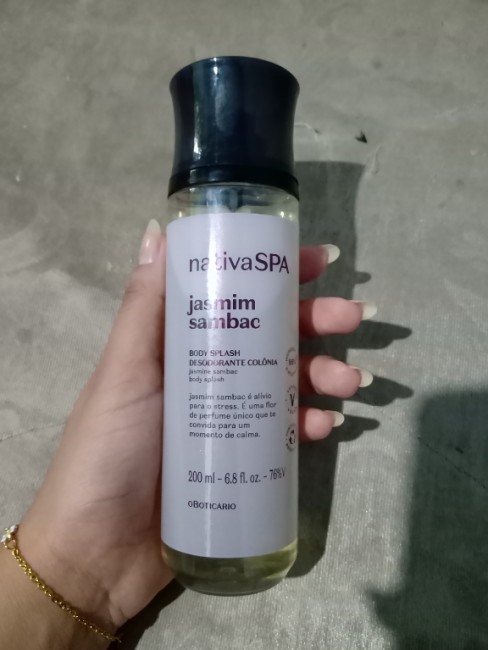 nativaSPA
jasmim
sambac
BODY SPLASH
DESODORANTE COLÔNIA
jasmine sambac
body splash
jasmim sambac é alívio
para o stress. É uma flor
de perfume único que te
convida para um
momento de calma.
200 ml - 6.8 fl. oz. - 76%V
OBOTICÁRIO